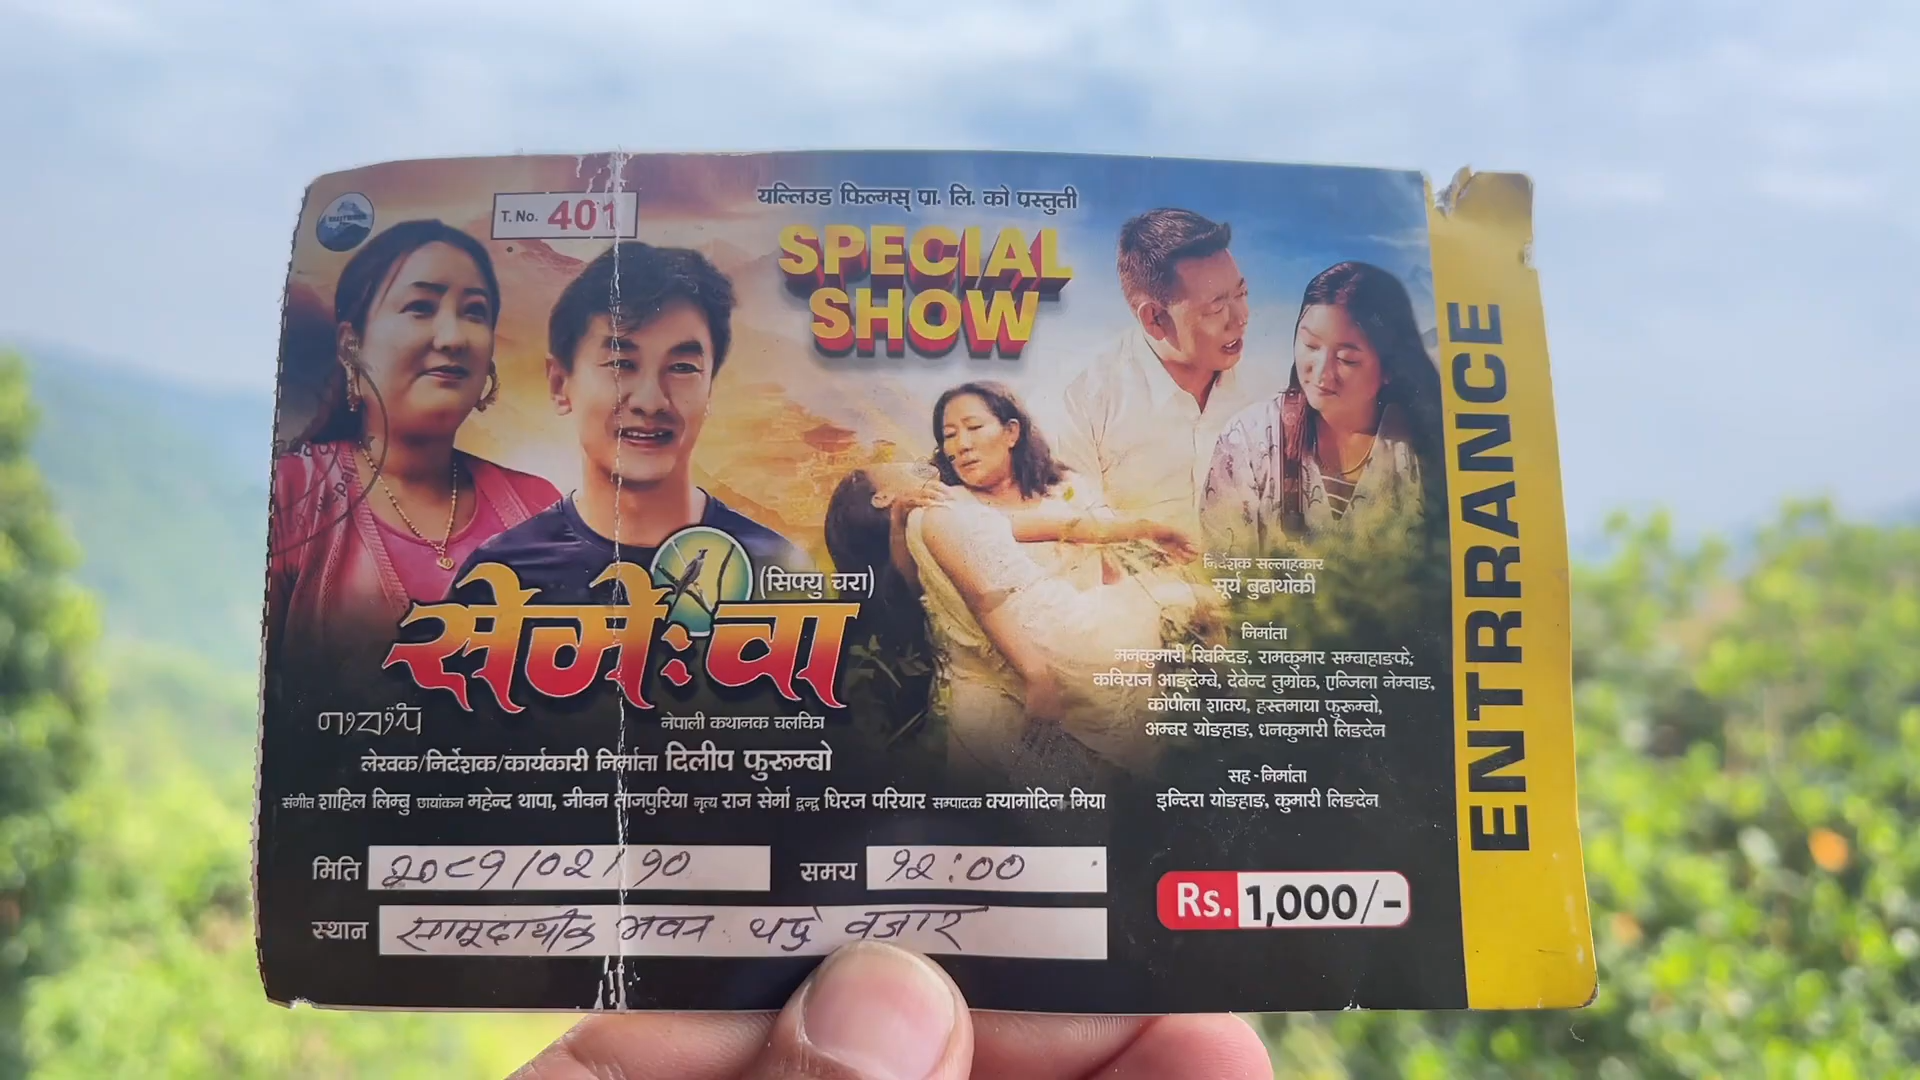 T. No. 401
यल्लिउड फिल्मस् प्रा. लि. को प्रस्तुती
SPECIAL
SHOW
(सिफ्यु चरा)
सेमेःवा
नेपाली कथानक चलचित्र
लेखक/निर्देशक/कार्यकारी निर्माता दिलीप फुरूम्बो
संगीत शाहिल लिम्बु छायांकन महेन्द्र थापा, जीवन ताजपुरिया नृत्य राज सेर्मा द्वन्द्व धिरज परियार सम्पादक क्यामोदिन मिया
निर्देशक सल्लाहकार
सूर्य बुढाथोकी
निर्माता
मनकुमारी खिम्दिङ, रामकुमार सम्बाहाङफे,
कविराज आङ्देम्बे, देबेन्द्र तुम्रोक, एन्जिला नेम्वाङ,
कोपीला शाक्य, हस्तमाया फुरूम्बो,
अम्बर योङहाङ, धनकुमारी लिङदेन
सह-निर्माता
इन्दिरा योङहाङ, कुमारी लिङदेन
मिति २०८१/०२/१०
समय १२:००
स्थान सामुदायीक भवन थर्पु बजार
Rs. 1,000/-
ENTRRANCE